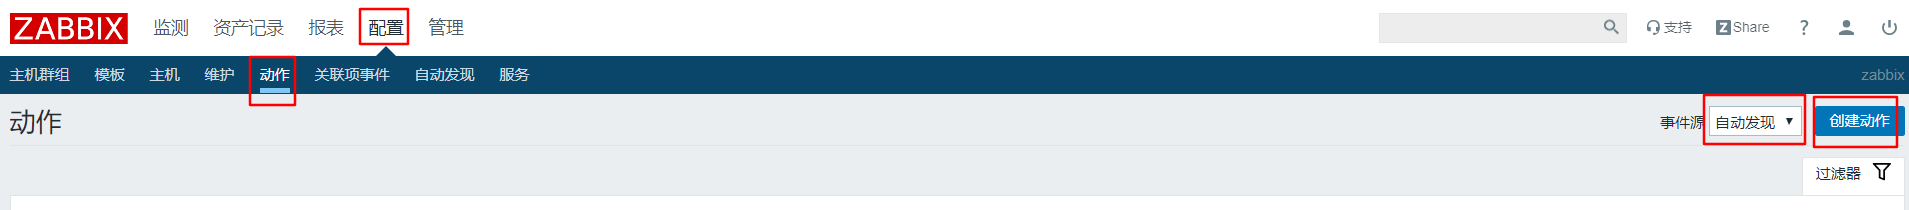 ZABBIX 监测 资产记录 报表 配置 管理 支持 Z Share ?
主机群组 模板 主机 维护 动作 关联项事件 自动发现 服务 zabbix
动作 事件源 自动发现 创建动作
过滤器